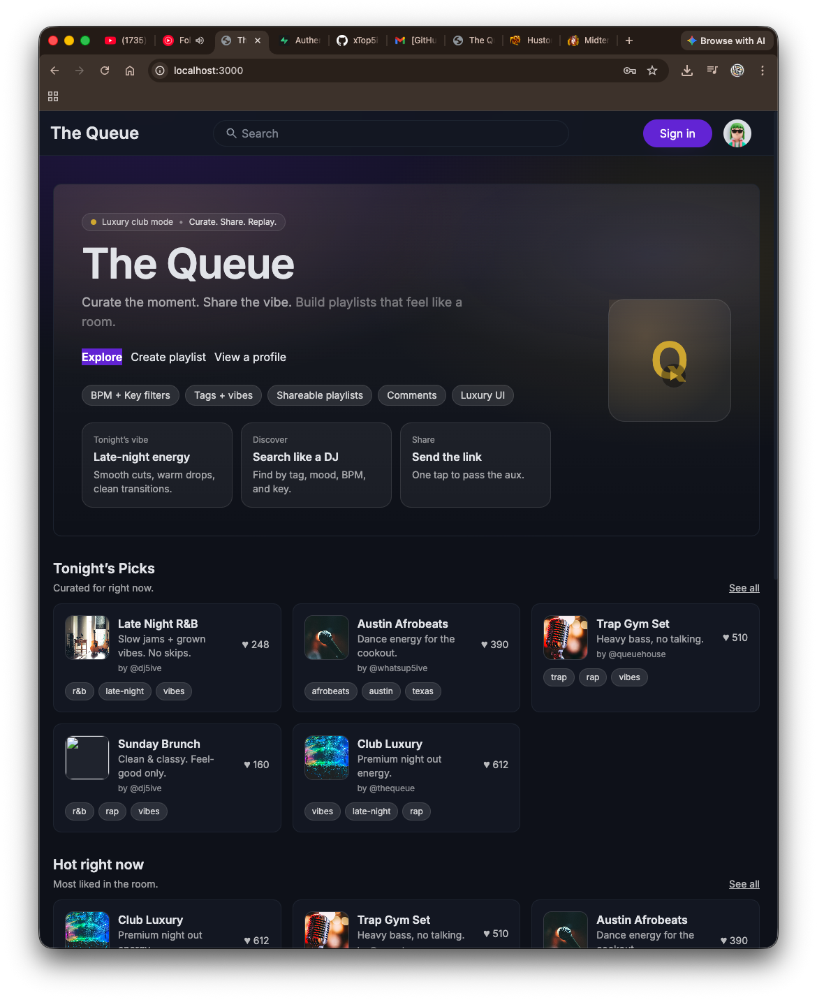 (1735)
Fol
Th
Auther
xTop5i
[GitHu
The Q
Husto
Midter
Browse with AI
localhost:3000
The Queue
Search
Sign in
Luxury club mode • Curate. Share. Replay.
The Queue
Curate the moment. Share the vibe. Build playlists that feel like a
room.
Explore Create playlist View a profile
Q
BPM + Key filters
Tags + vibes
Shareable playlists
Comments
Luxury UI
Tonight’s vibe
Late-night energy
Smooth cuts, warm drops,
clean transitions.
Discover
Search like a DJ
Find by tag, mood, BPM,
and key.
Share
Send the link
One tap to pass the aux.
Tonight’s Picks
Curated for right now.
See all
Late Night R&B
Slow jams + grown
vibes. No skips.
by @dj5ive
♥ 248
r&b late-night vibes
Austin Afrobeats
Dance energy for the
cookout.
by @whatsup5ive
♥ 390
afrobeats austin texas
Trap Gym Set
Heavy bass, no talking.
by @queuehouse
♥ 510
trap rap vibes
Sunday Brunch
Clean & classy. Feel-
good only.
by @dj5ive
♥ 160
r&b rap vibes
Club Luxury
Premium night out
energy.
by @thequeue
♥ 612
vibes late-night rap
Hot right now
Most liked in the room.
See all
Club Luxury
Premium night out
♥ 612
Trap Gym Set
Heavy bass, no talking.
♥ 510
Austin Afrobeats
Dance energy for the
♥ 390